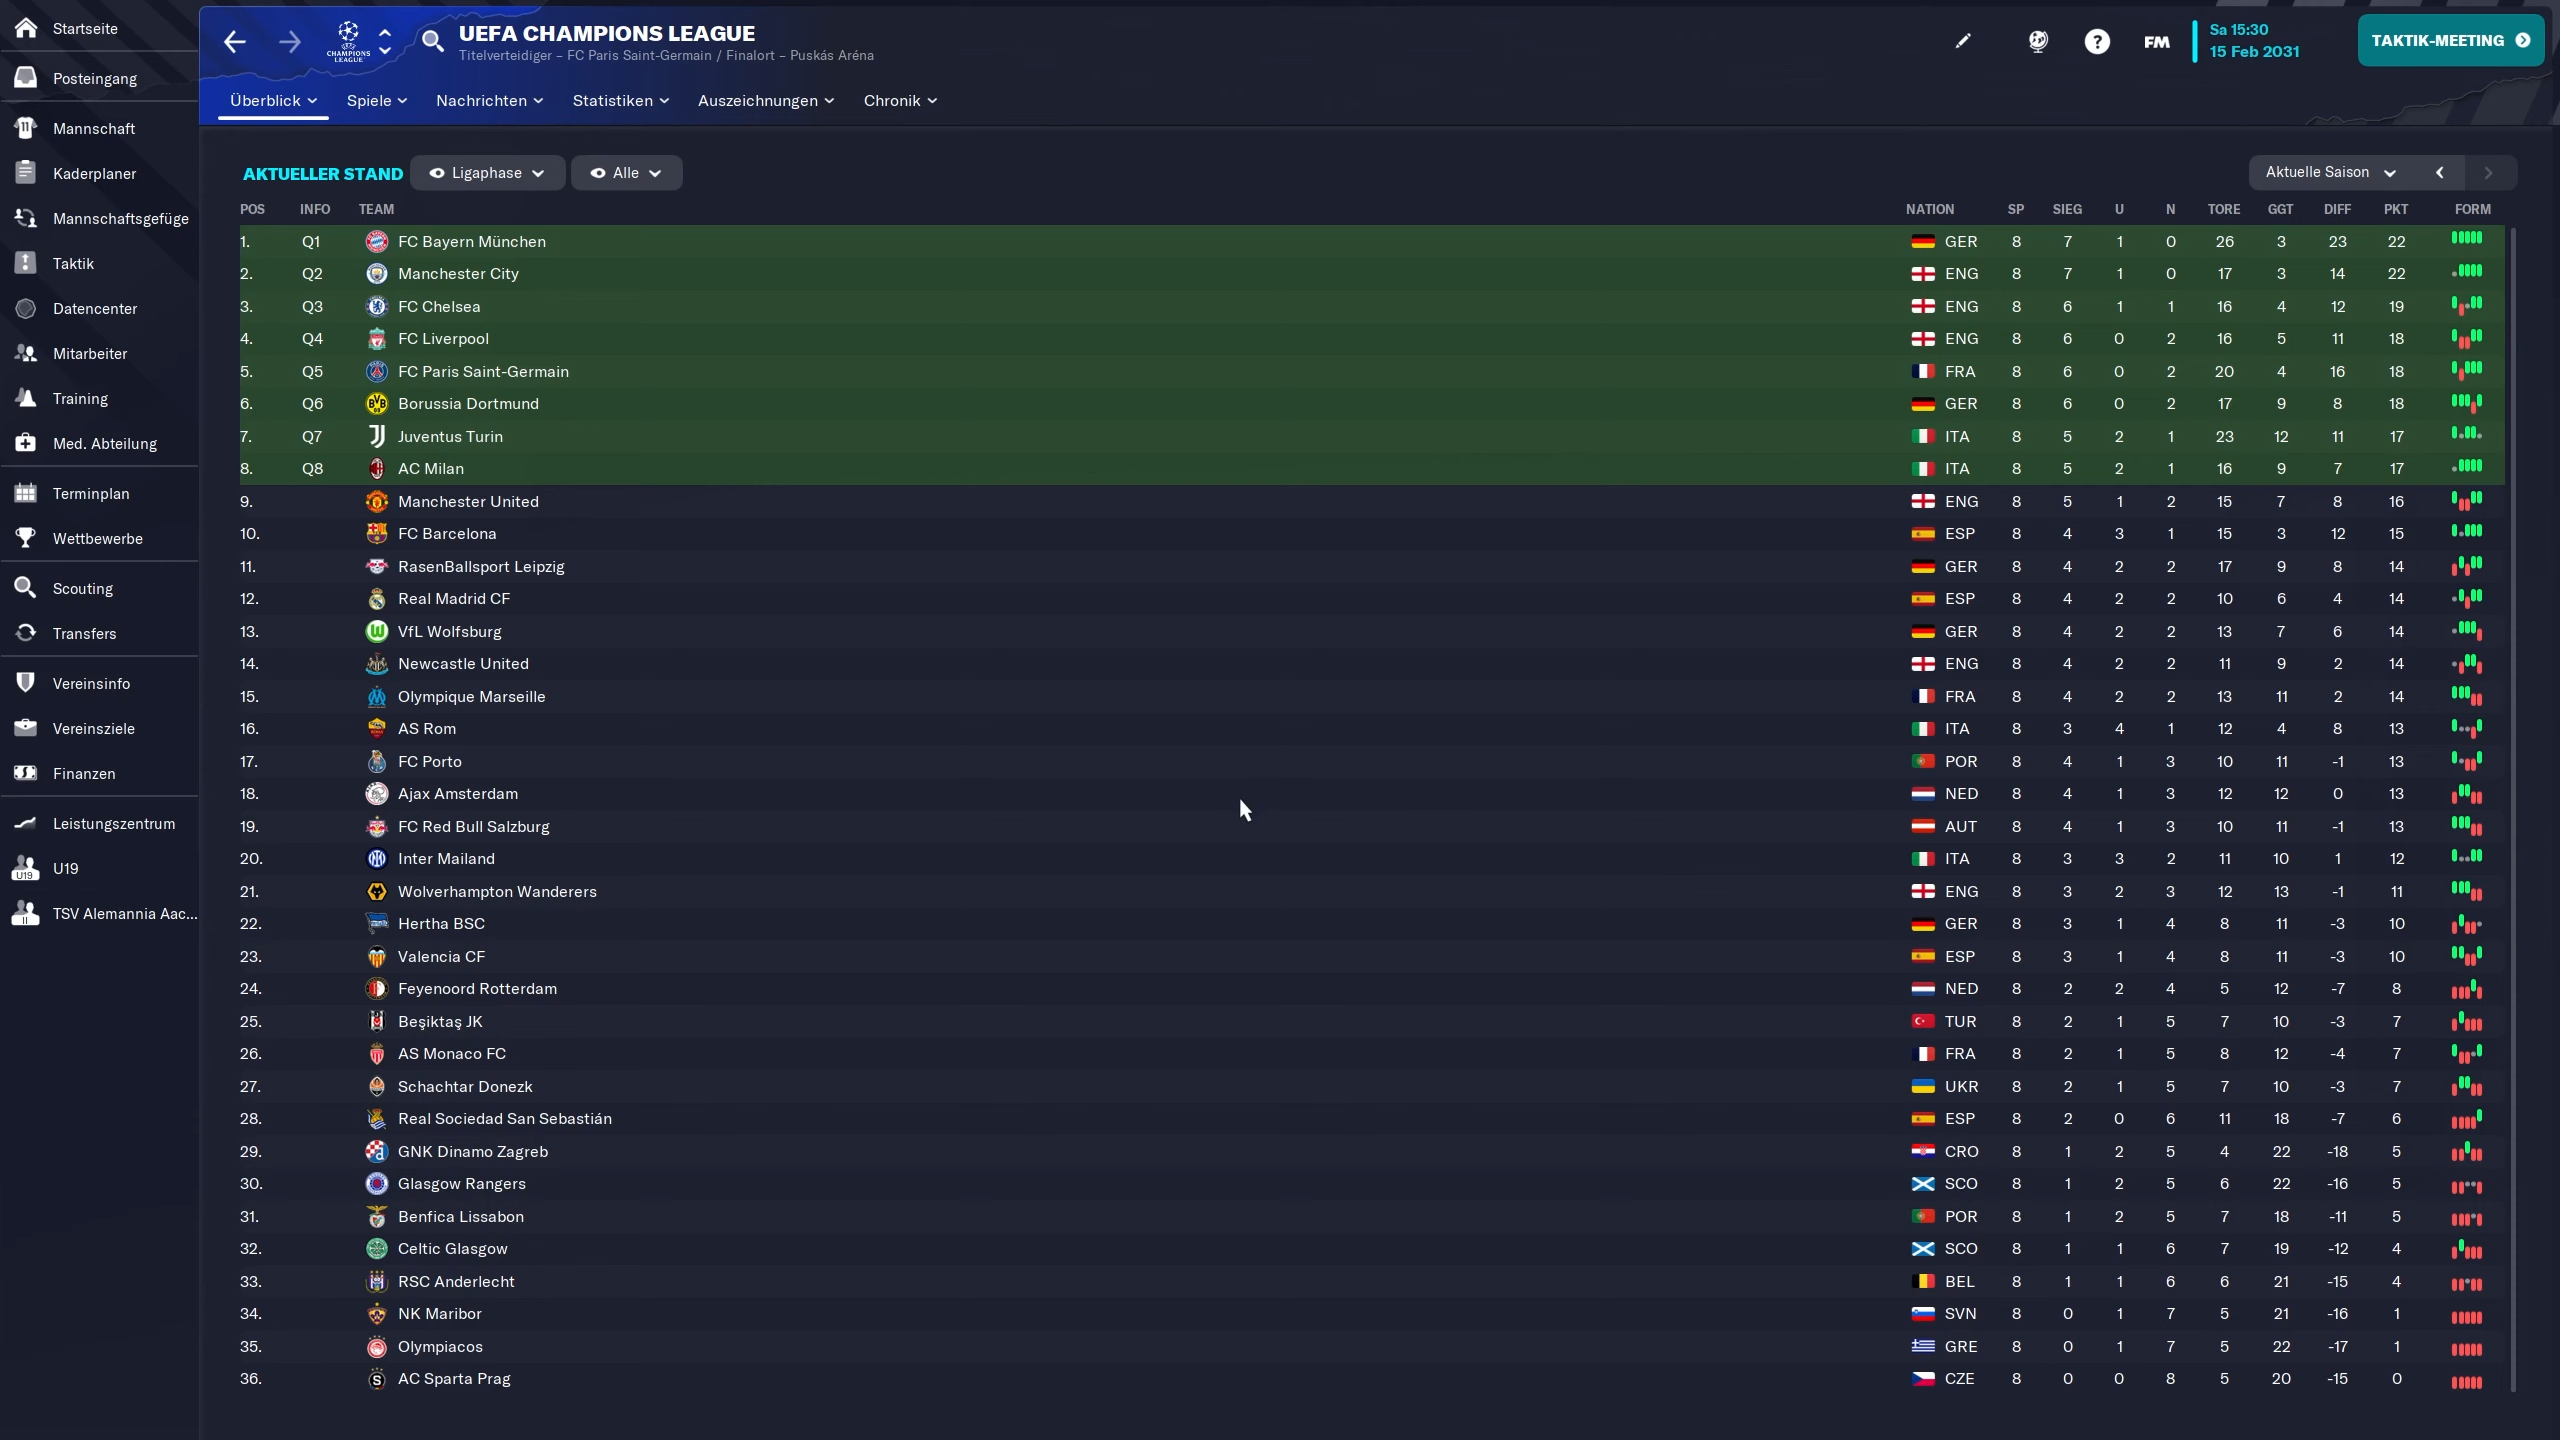 Startseite
Posteingang
Mannschaft
Kaderplaner
Mannschaftsgefüge
Taktik
Datencenter
Mitarbeiter
Training
Med. Abteilung
Terminplan
Wettbewerbe
Scouting
Transfers
Vereinsinfo
Vereinsziele
Finanzen
Leistungszentrum
U19
TSV Alemannia Aac...
CHAMPIONS LEAGUE
UEFA CHAMPIONS LEAGUE
Titelverteidiger – FC Paris Saint-Germain / Finalort – Puskás Aréna
FM
Sa 15:30
15 Feb 2031
TAKTIK-MEETING
Überblick Spiele Nachrichten Statistiken Auszeichnungen Chronik
AKTUELLER STAND Ligaphase Alle Aktuelle Saison
POS INFO TEAM NATION SP SIEG U N TORE GGT DIFF PKT FORM
1. Q1 FC Bayern München GER 8 7 1 0 26 3 23 22
2. Q2 Manchester City ENG 8 7 1 0 17 3 14 22
3. Q3 FC Chelsea ENG 8 6 1 1 16 4 12 19
4. Q4 FC Liverpool ENG 8 6 0 2 16 5 11 18
5. Q5 FC Paris Saint-Germain FRA 8 6 0 2 20 4 16 18
6. Q6 Borussia Dortmund GER 8 6 0 2 17 9 8 18
7. Q7 Juventus Turin ITA 8 5 2 1 23 12 11 17
8. Q8 AC Milan ITA 8 5 2 1 16 9 7 17
9. Manchester United ENG 8 5 1 2 15 7 8 16
10. FC Barcelona ESP 8 4 3 1 15 3 12 15
11. RasenBallsport Leipzig GER 8 4 2 2 17 9 8 14
12. Real Madrid CF ESP 8 4 2 2 10 6 4 14
13. VfL Wolfsburg GER 8 4 2 2 13 7 6 14
14. Newcastle United ENG 8 4 2 2 11 9 2 14
15. Olympique Marseille FRA 8 4 2 2 13 11 2 14
16. AS Rom ITA 8 3 4 1 12 4 8 13
17. FC Porto POR 8 4 1 3 10 11 -1 13
18. Ajax Amsterdam NED 8 4 1 3 12 12 0 13
19. FC Red Bull Salzburg AUT 8 4 1 3 10 11 -1 13
20. Inter Mailand ITA 8 3 3 2 11 10 1 12
21. Wolverhampton Wanderers ENG 8 3 2 3 12 13 -1 11
22. Hertha BSC GER 8 3 1 4 8 11 -3 10
23. Valencia CF ESP 8 3 1 4 8 11 -3 10
24. Feyenoord Rotterdam NED 8 2 2 4 5 12 -7 8
25. Beşiktaş JK TUR 8 2 1 5 7 10 -3 7
26. AS Monaco FC FRA 8 2 1 5 8 12 -4 7
27. Schachtar Donezk UKR 8 2 1 5 7 10 -3 7
28. Real Sociedad San Sebastián ESP 8 2 0 6 11 18 -7 6
29. GNK Dinamo Zagreb CRO 8 1 2 5 4 22 -18 5
30. Glasgow Rangers SCO 8 1 2 5 6 22 -16 5
31. Benfica Lissabon POR 8 1 2 5 7 18 -11 5
32. Celtic Glasgow SCO 8 1 1 6 7 19 -12 4
33. RSC Anderlecht BEL 8 1 1 6 6 21 -15 4
34. NK Maribor SVN 8 0 1 7 5 21 -16 1
35. Olympiacos GRE 8 0 1 7 5 22 -17 1
36. AC Sparta Prag CZE 8 0 0 8 5 20 -15 0